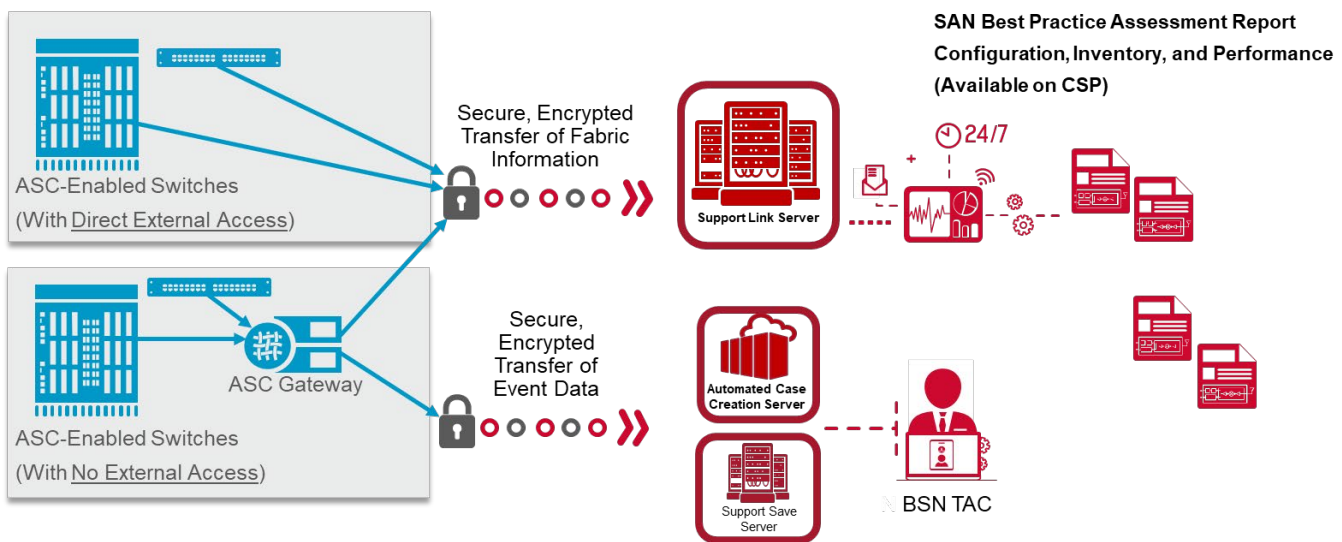 SAN Best Practice Assessment Report
Configuration, Inventory, and Performance
(Available on CSP)
ASC-Enabled Switches
(With Direct External Access)
Secure, Encrypted
Transfer of Fabric
Information
Support Link Server
24/7
+
ASC-Enabled Switches
(With No External Access)
ASC Gateway
Secure,
Encrypted
Transfer of
Event Data
Automated Case
Creation Server
Support Save
Server
BSN TAC